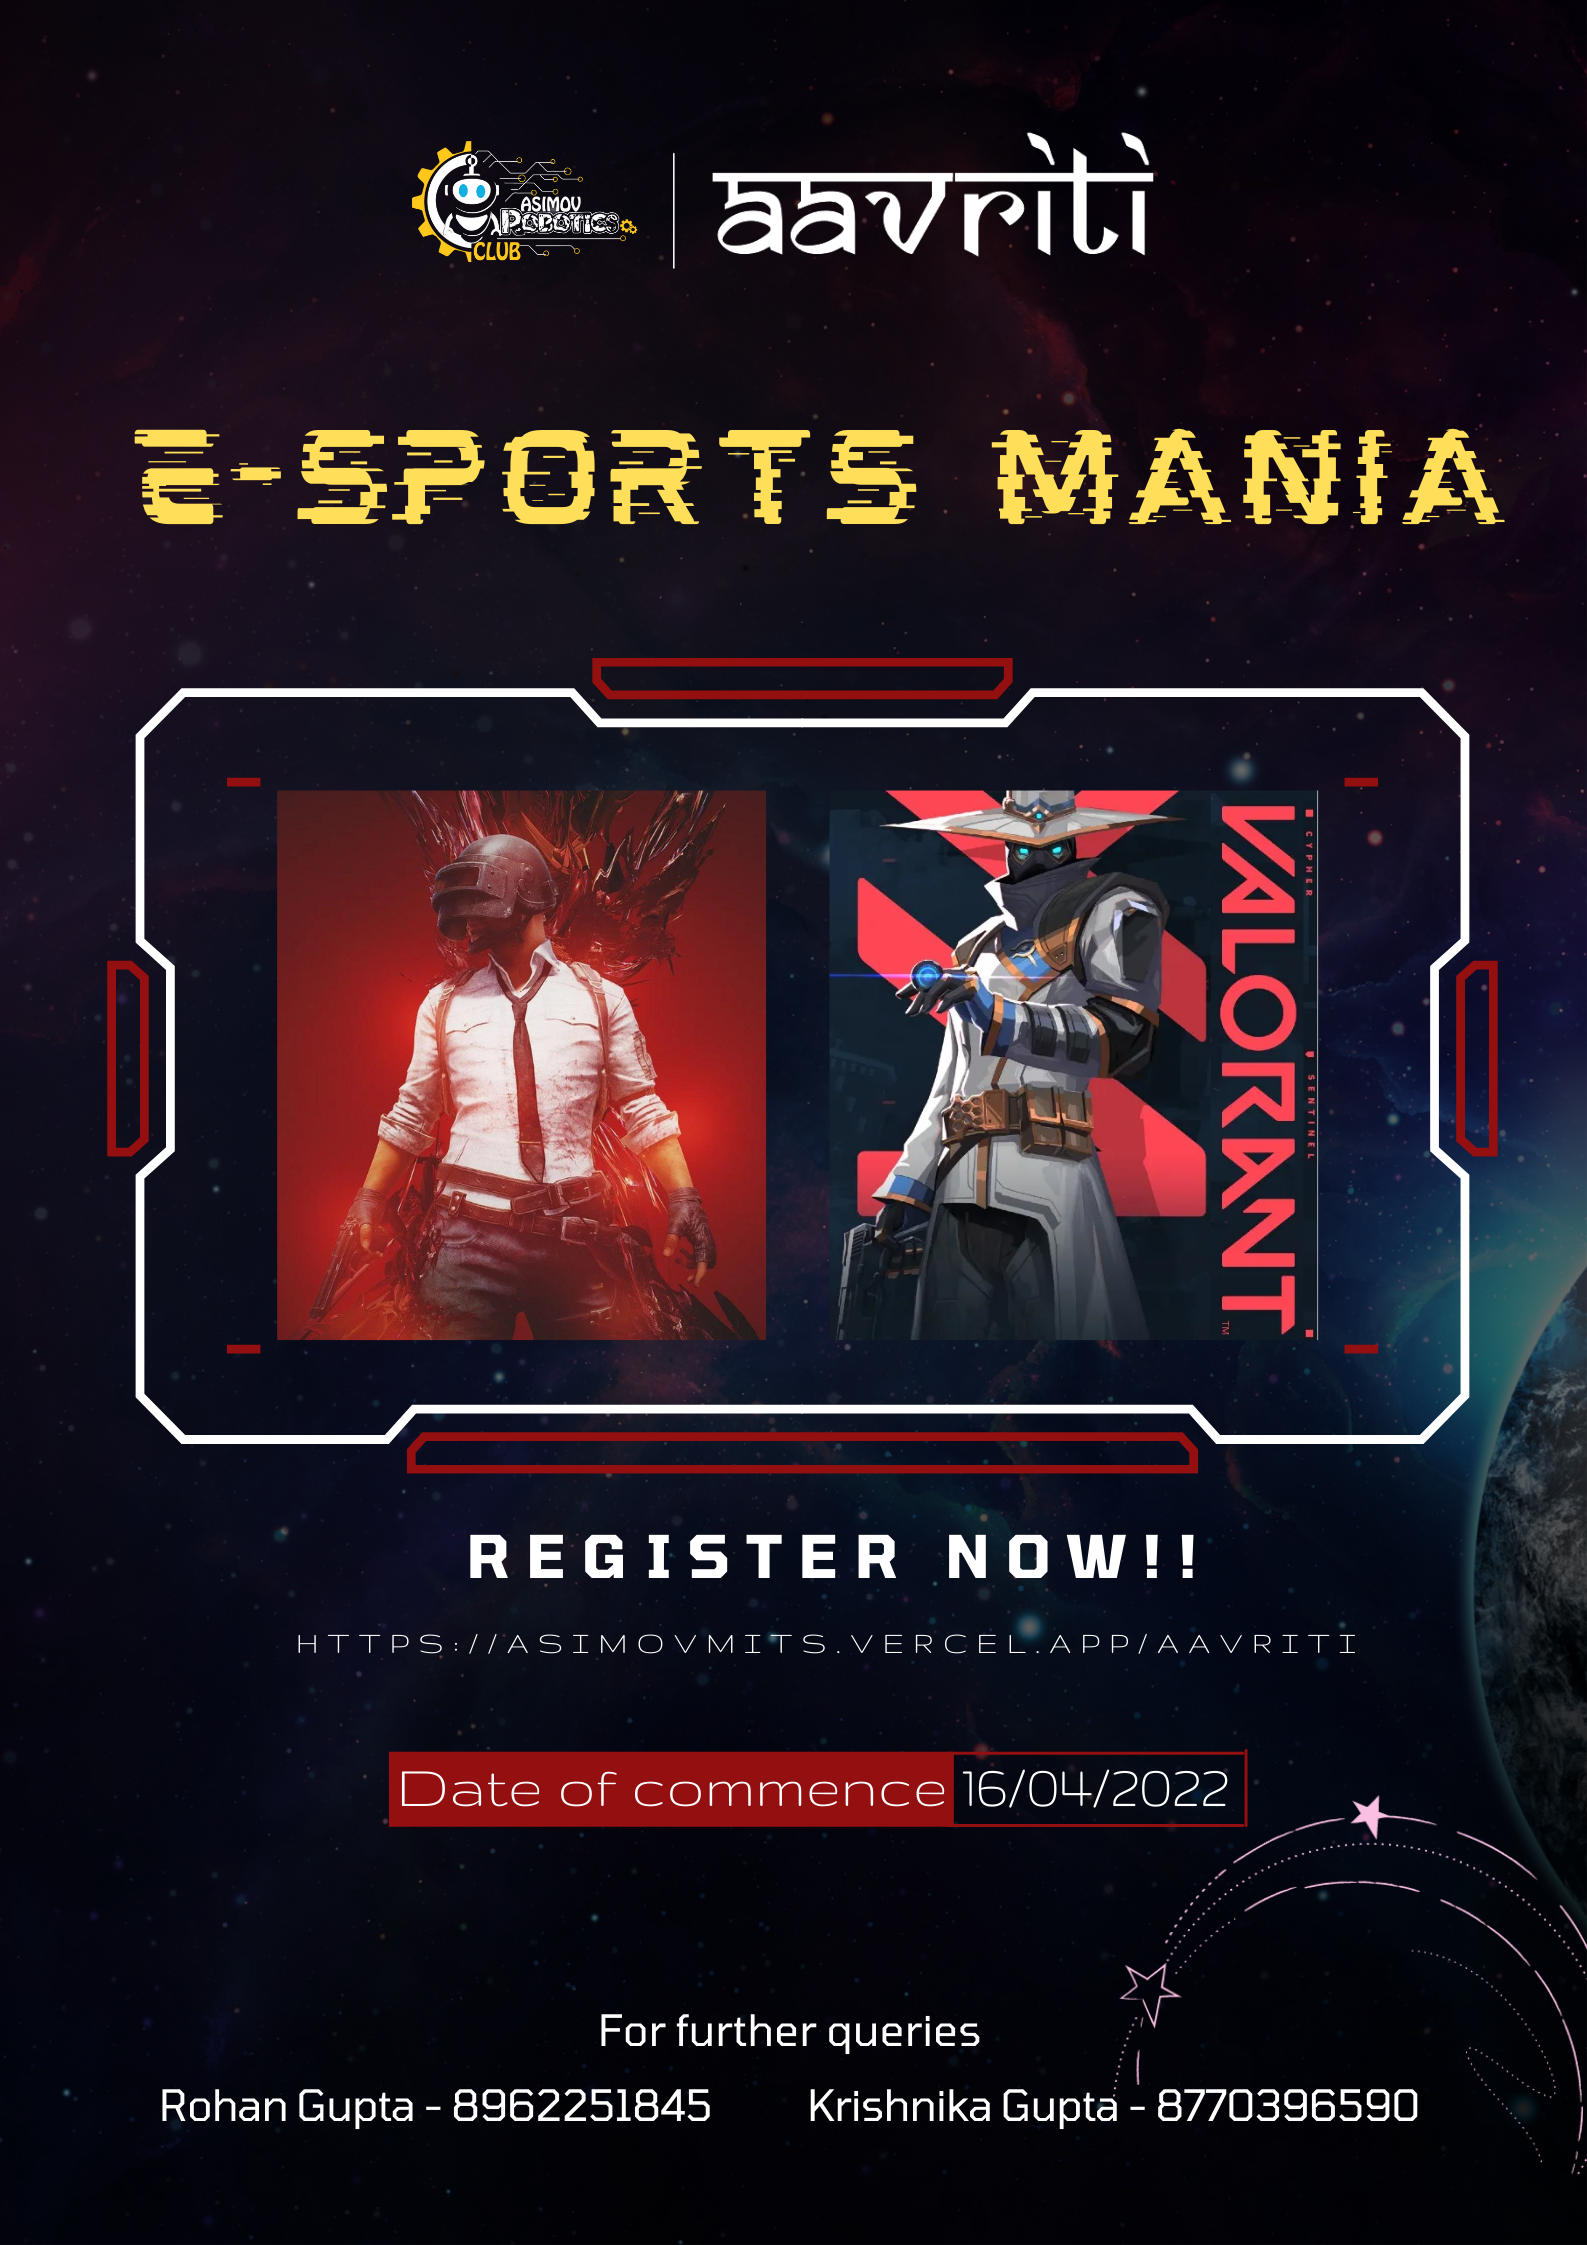 ASIMOV
ROBOTICS
CLUB
aavriti
E-SPORTS MANIA
VALORANT
TM
CYPHER
SENTINEL
REGISTER NOW!!
HTTPS://ASIMOVMITS.VERCEL.APP/AAVRITI
Date of commence 16/04/2022
For further queries
Rohan Gupta - 8962251845 Krishnika Gupta - 8770396590